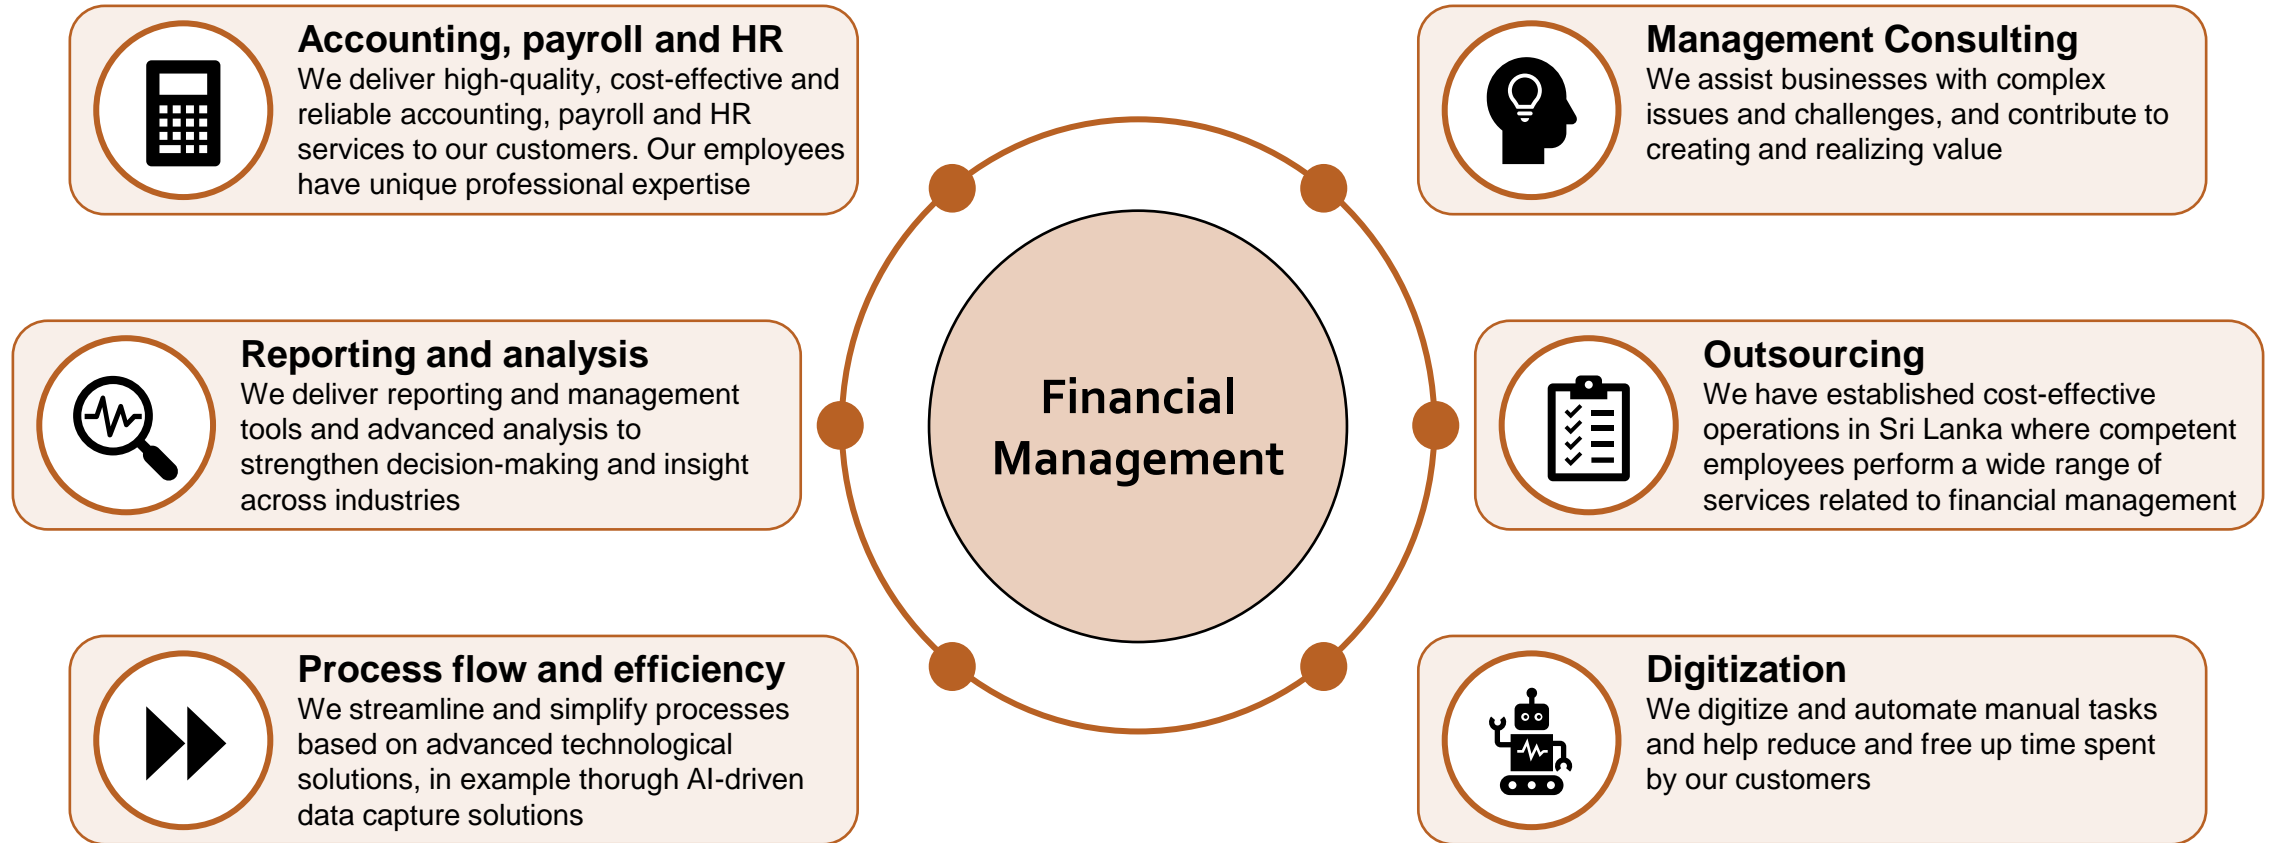 Accounting, payroll and HR
We deliver high-quality, cost-effective and
reliable accounting, payroll and HR
services to our customers. Our employees
have unique professional expertise
Reporting and analysis
We deliver reporting and management
tools and advanced analysis to
strengthen decision-making and insight
across industries
Process flow and efficiency
We streamline and simplify processes
based on advanced technological
solutions, in example thorugh AI-driven
data capture solutions
Financial
Management
Management Consulting
We assist businesses with complex
issues and challenges, and contribute to
creating and realizing value
Outsourcing
We have established cost-effective
operations in Sri Lanka where competent
employees perform a wide range of
services related to financial management
Digitization
We digitize and automate manual tasks
and help reduce and free up time spent
by our customers